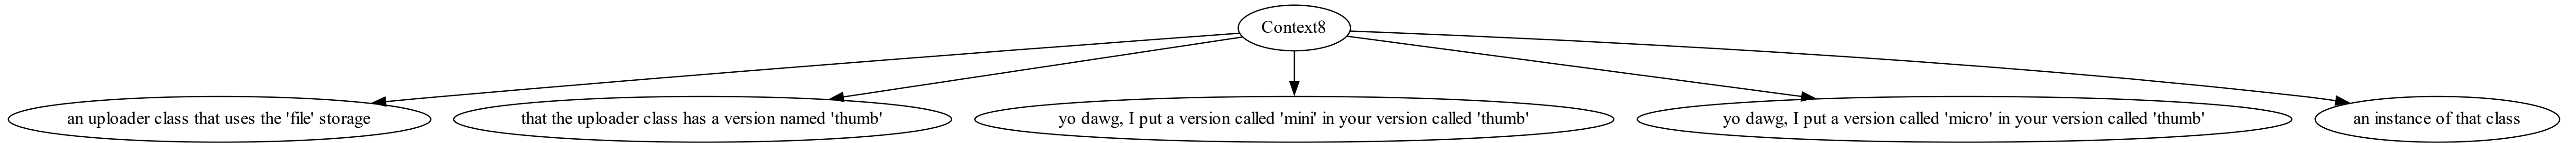 Context8
an uploader class that uses the 'file' storage
that the uploader class has a version named 'thumb'
yo dawg, I put a version called 'mini' in your version called 'thumb'
yo dawg, I put a version called 'micro' in your version called 'thumb'
an instance of that class